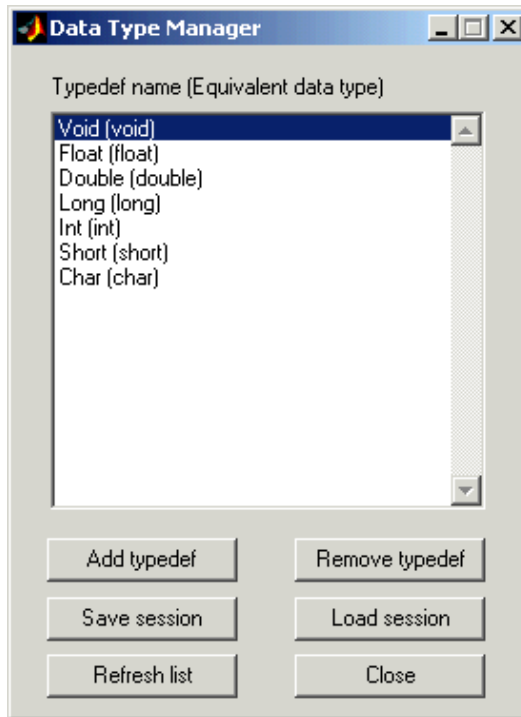 Data Type Manager
Typedef name (Equivalent data type)
Void (void)
Float (float)
Double (double)
Long (long)
Int (int)
Short (short)
Char (char)
Add typedef
Remove typedef
Save session
Load session
Refresh list
Close